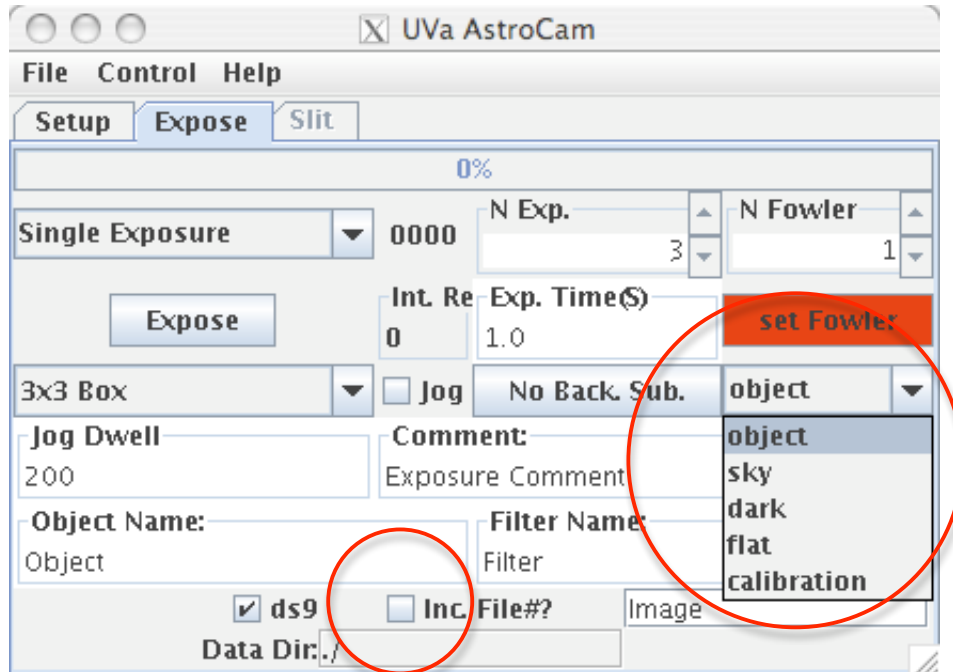 X UVa AstroCam
File Control Help
Setup Expose Slit
0%
Single Exposure 0000 N Exp. 3 N Fowler 1
Expose Int. Re 0 Exp. Time(S) 1.0 set Fowler
3x3 Box Jog No Back. Sub. object
Jog Dwell Comment: object
200 Exposure Comment sky
dark
Object Name: Filter Name: flat
Object Filter calibration
ds9 Inc. File#? Image
Data Dir: ./